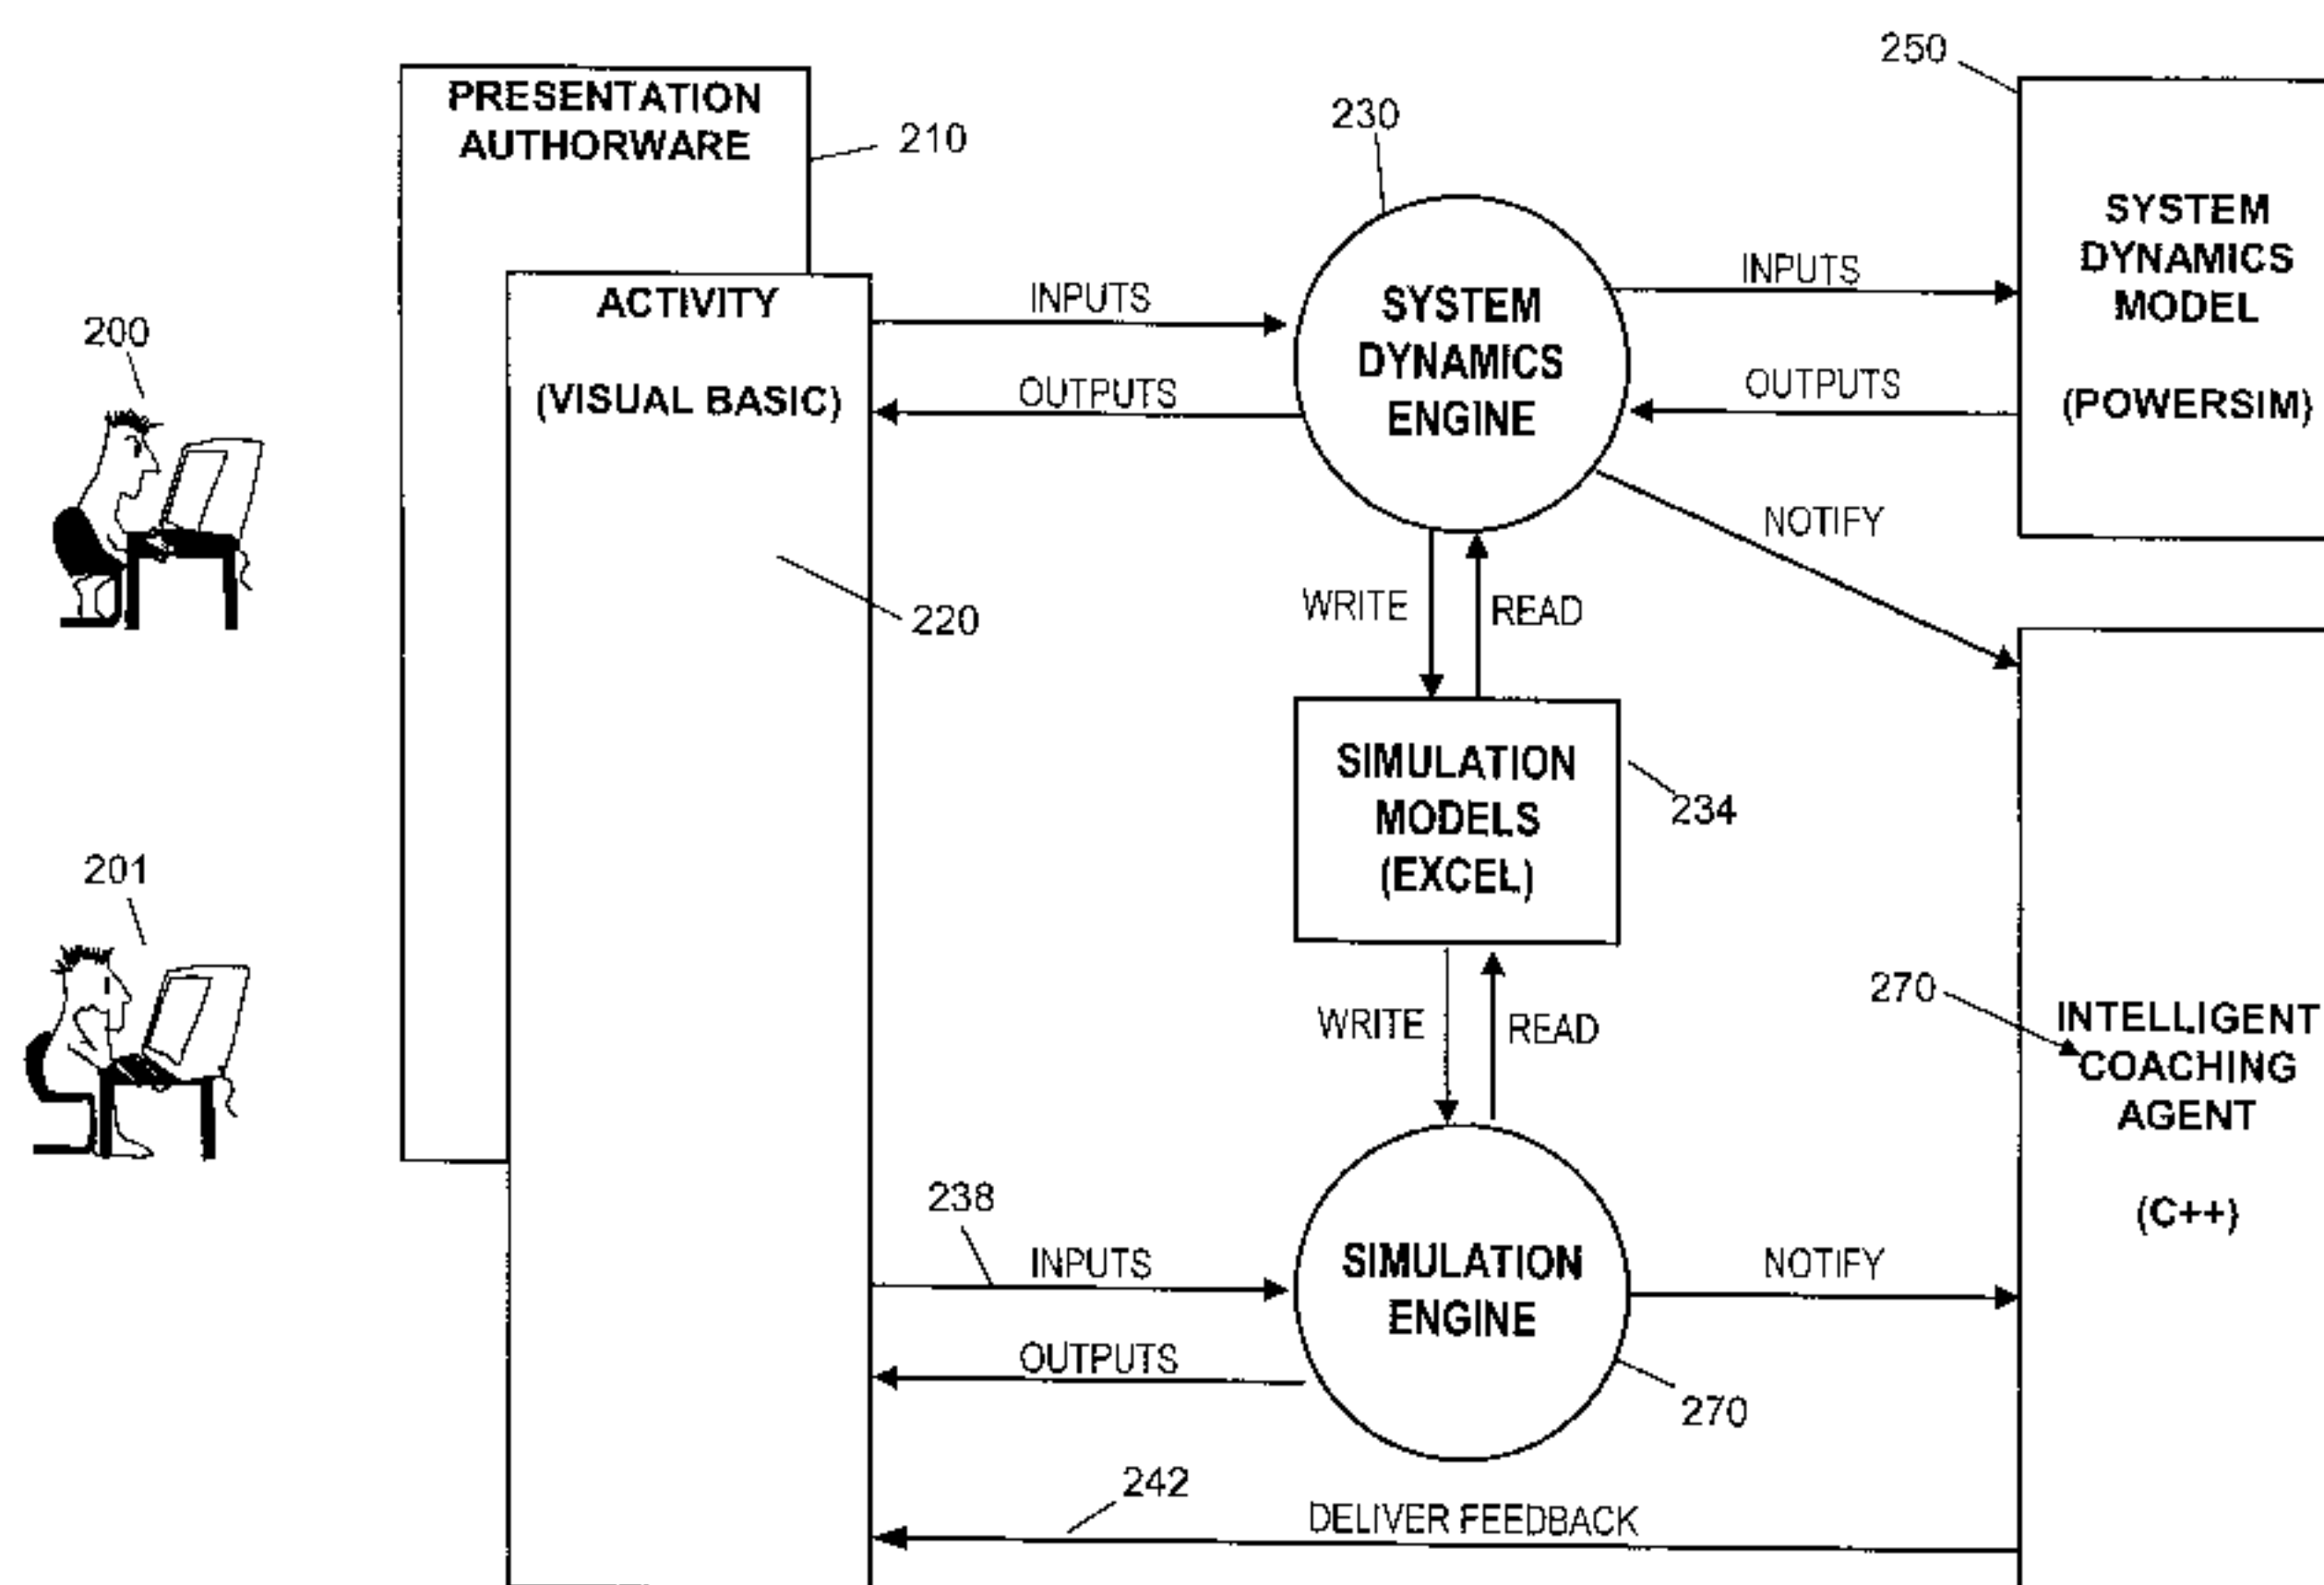 PRESENTATION
AUTHORWARE
210
ACTIVITY
(VISUAL BASIC)
220
200
201
INPUTS
OUTPUTS
230
SYSTEM
DYNAMICS
ENGINE
INPUTS
OUTPUTS
250
SYSTEM
DYNAMICS
MODEL
(POWERSIM)
NOTIFY
WRITE
READ
SIMULATION
MODELS
(EXCEL)
234
WRITE
READ
270
INTELLIGENT
COACHING
AGENT
(C++)
238
INPUTS
OUTPUTS
SIMULATION
ENGINE
270
NOTIFY
242
DELIVER FEEDBACK